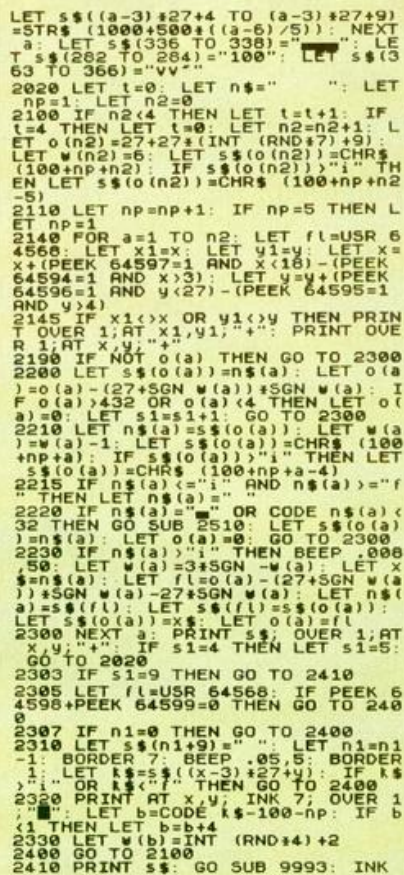 LET s$((a-3)*27+4 TO (a-3)*27+9)
=STR$ (1000+500*((a-6)/5)): NEXT
a: LET s$(336 TO 338)="▂▂▂": LE
T s$(282 TO 284)="100": LET s$(3
63 TO 366)="vv""
2020 LET t=0: LET n$="    ": LET
np=1: LET n2=0
2100 IF n2<4 THEN LET t=t+1: IF
t=4 THEN LET t=0: LET n2=n2+1: L
ET o(n2)=27+27*(INT (RND*7)+9):
LET w(n2)=6: LET s$(o(n2))=CHR$
(100+np+n2): IF s$(o(n2))>"i" TH
EN LET s$(o(n2))=CHR$ (100+np+n2
-5)
2110 LET np=np+1: IF np=5 THEN L
ET np=1
2140 FOR a=1 TO n2: LET fl=USR 6
4568: LET x1=x: LET y1=y: LET x=
x+(PEEK 64597=1 AND x<18)-(PEEK
64594=1 AND x>3): LET y=y+(PEEK
64596=1 AND y<27)-(PEEK 64595=1
AND y>4)
2145 IF x1<>x OR y1<>y THEN PRIN
T OVER 1;AT x1,y1;"+": PRINT OVE
R 1;AT x,y;"+"
2190 IF NOT o(a) THEN GO TO 2300
2200 LET s$(o(a))=n$(a): LET o(a
)=o(a)-(27+SGN w(a))*SGN w(a): I
F o(a)>432 OR o(a)<4 THEN LET o(
a)=0: LET s1=s1+1: GO TO 2300
2210 LET n$(a)=s$(o(a)): LET w(a
)=w(a)-1: LET s$(o(a))=CHR$ (100
+np+a): IF s$(o(a))>"i" THEN LET
s$(o(a))=CHR$ (100+np+a-4)
2215 IF n$(a)<="i" AND n$(a)>="f
" THEN LET n$(a)=" "
2220 IF n$(a)="▂" OR CODE n$(a)<
32 THEN GO SUB 2510: LET s$(o(a)
)=n$(a): LET o(a)=0: GO TO 2300
2230 IF n$(a)>"i" THEN BEEP .008
,50: LET w(a)=3*SGN -w(a): LET x
$=n$(a): LET fl=o(a)-(27+SGN w(a
))*SGN w(a)-27*SGN w(a): LET n$(
a)=s$(fl): LET s$(fl)=s$(o(a)):
LET s$(o(a))=x$: LET o(a)=fl
2300 NEXT a: PRINT s$; OVER 1;AT
x,y;"+": IF s1=4 THEN LET s1=5:
GO TO 2020
2303 IF s1=9 THEN GO TO 2410
2305 LET fl=USR 64568: IF PEEK 6
4598+PEEK 64599=0 THEN GO TO 240
0
2307 IF n1=0 THEN GO TO 2400
2310 LET s$(n1+9)=" ": LET n1=n1
-1: BORDER 7: BEEP .05,5: BORDER
1: LET k$=s$((x-3)*27+y): IF k$
>"i" OR k$<"f" THEN GO TO 2400
2320 PRINT AT x,y; INK 7; OVER 1
;"█": LET b=CODE k$-100-np: IF b
<1 THEN LET b=b+4
2330 LET w(b)=INT (RND*4)+2
2400 GO TO 2100
2410 PRINT s$: GO SUB 9993: INK